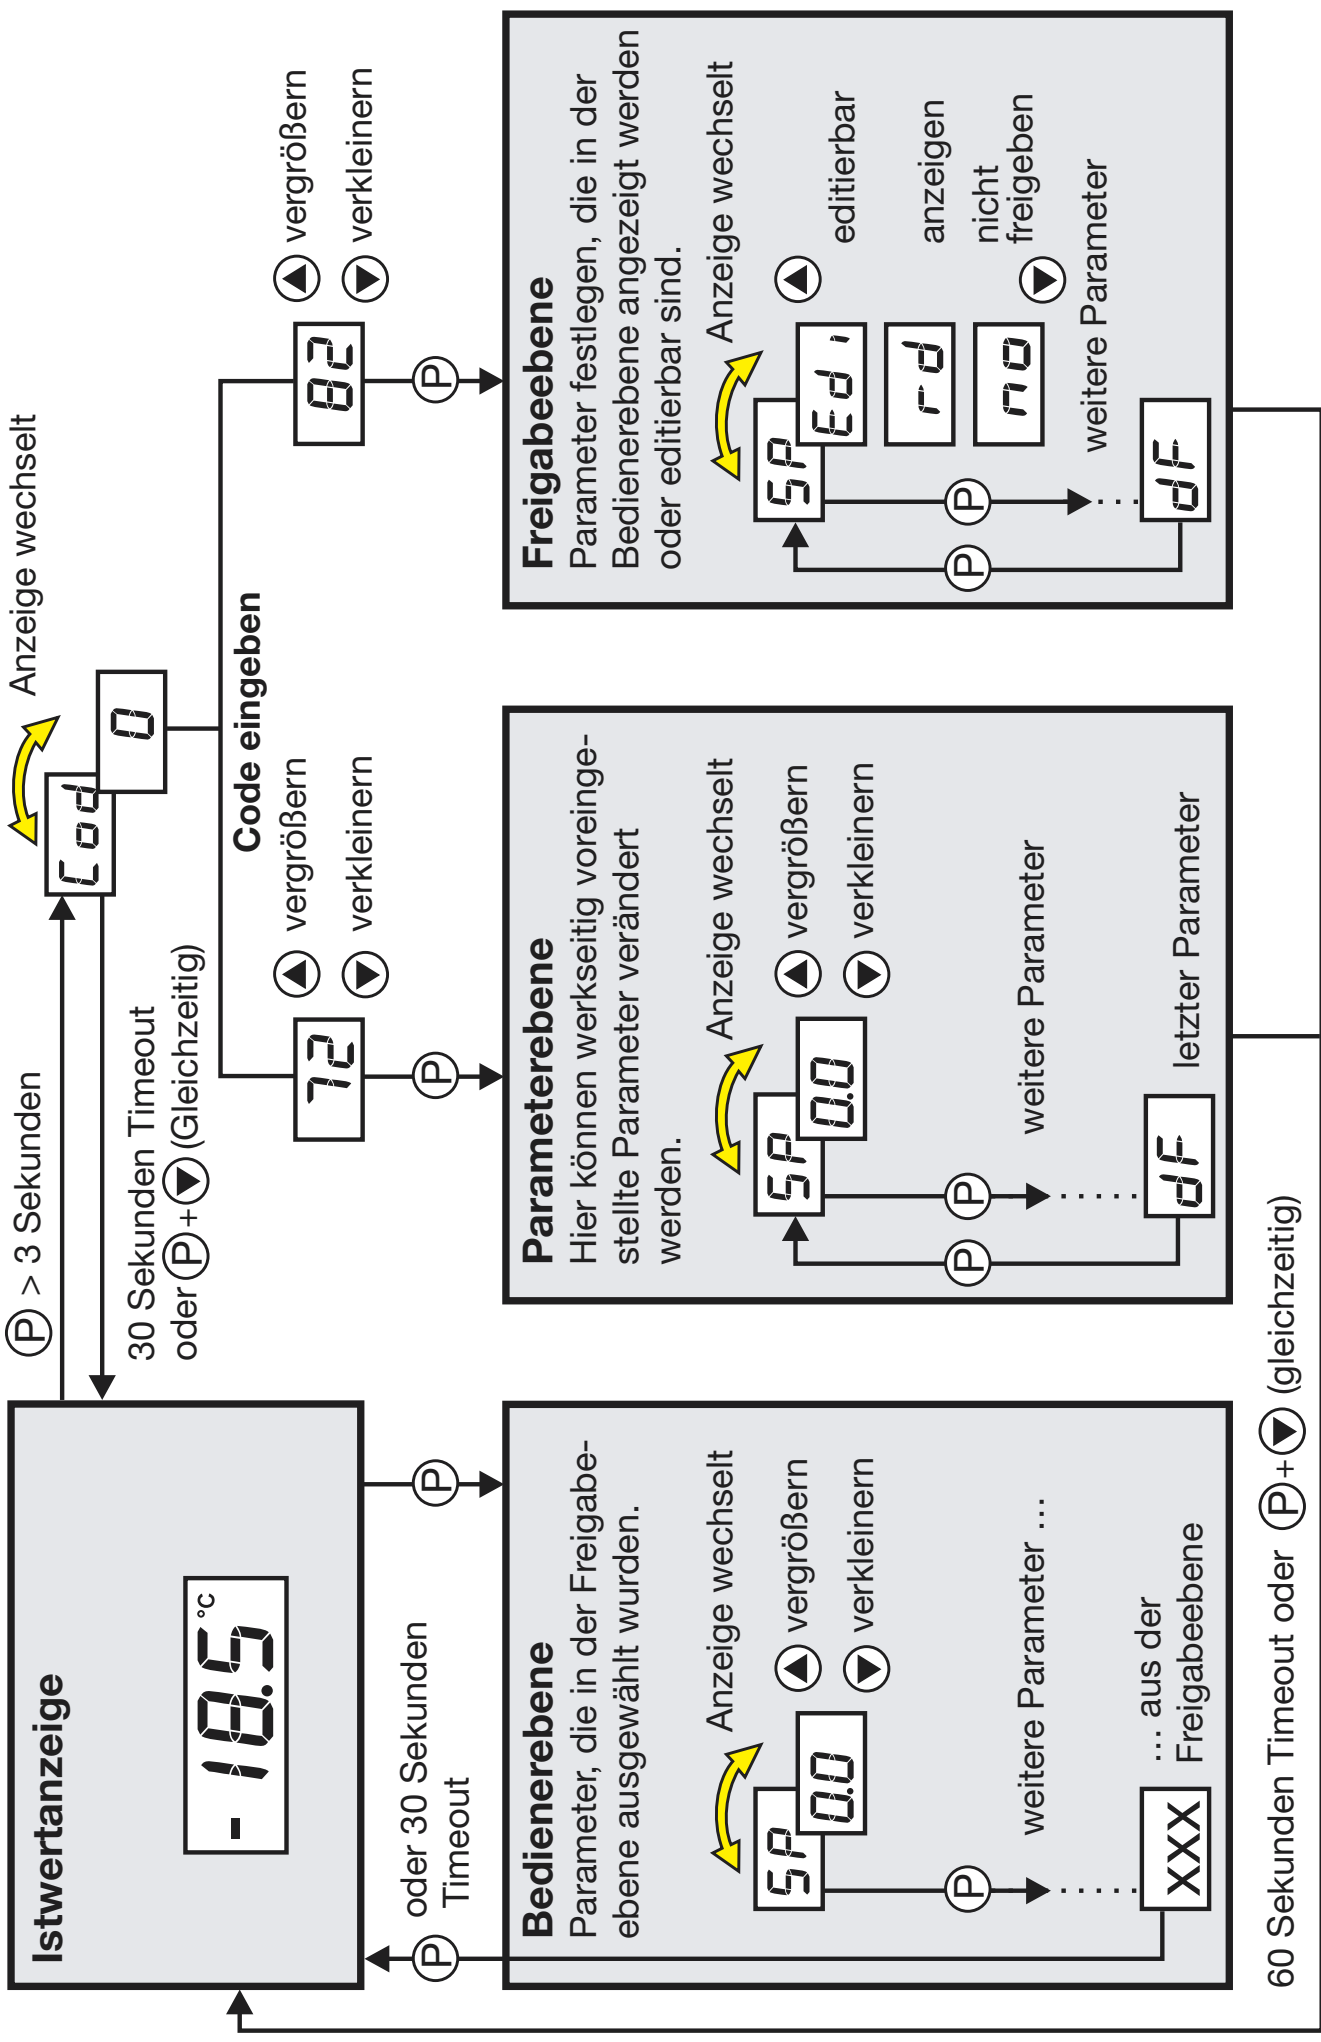 Istwertanzeige
- 18.5 °C
P > 3 Sekunden
30 Sekunden Timeout
oder P + ▼ (Gleichzeitig)
Cod
0
Anzeige wechselt
Code eingeben
72
▲ vergrößern
▼ verkleinern
82
▲ vergrößern
▼ verkleinern
P
oder 30 Sekunden
Timeout
P
P
P
Bedienerebene
Parameter, die in der Freigabe-
ebene ausgewählt wurden.
Anzeige wechselt
SP
0.0
▲ vergrößern
▼ verkleinern
P
weitere Parameter ...
xxx
... aus der
Freigabeebene
Parameterebene
Hier können werkseitig voreinge-
stellte Parameter verändert
werden.
Anzeige wechselt
SP
0.0
▲ vergrößern
▼ verkleinern
P
P
weitere Parameter
dF
letzter Parameter
Freigabeebene
Parameter festlegen, die in der
Bedienerebene angezeigt werden
oder editierbar sind.
Anzeige wechselt
SP
Edi
▲ editierbar
rd
anzeigen
no
nicht
▼ freigeben
P
P
weitere Parameter
dF
60 Sekunden Timeout oder P + ▼ (gleichzeitig)